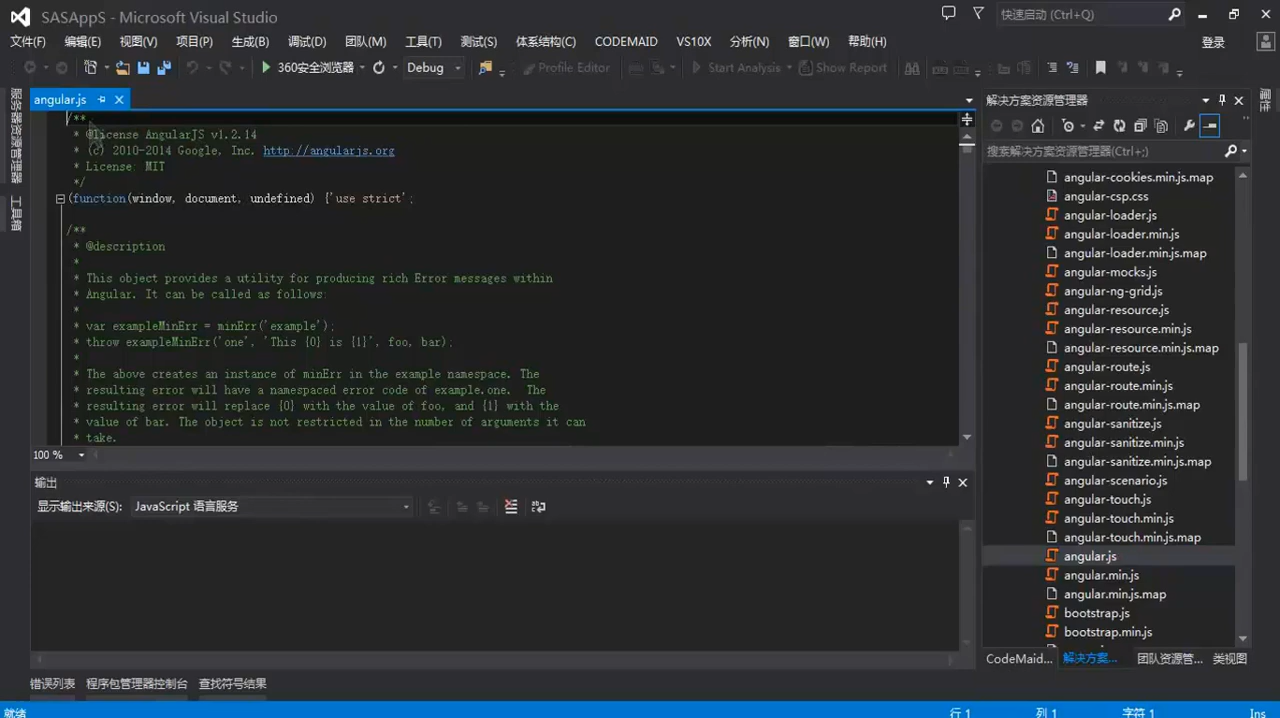 SASAppS - Microsoft Visual Studio
快速启动 (Ctrl+Q)
文件(F) 编辑(E) 视图(V) 项目(P) 生成(B) 调试(D) 团队(M) 工具(T) 测试(S) 体系结构(C) CODEMAID VS10X 分析(N) 窗口(W) 帮助(H) 登录
360安全浏览器 Debug Profile Editor Start Analysis Show Report
服务器资源管理器
工具箱
angular.js
/**
* @license AngularJS v1.2.14
* (c) 2010-2014 Google, Inc. http://angularjs.org
* License: MIT
*/
(function(window, document, undefined) {'use strict';
/**
* @description
*
* This object provides a utility for producing rich Error messages within
* Angular. It can be called as follows:
*
* var exampleMinErr = minErr('example');
* throw exampleMinErr('one', 'This {0} is {1}', foo, bar);
*
* The above creates an instance of minErr in the example namespace. The
* resulting error will have a namespaced error code of example.one. The
* resulting error will replace {0} with the value of foo, and {1} with the
* value of bar. The object is not restricted in the number of arguments it can
* take.
100 %
输出
显示输出来源(S): JavaScript 语言服务
错误列表 程序包管理器控制台 查找符号结果
解决方案资源管理器
搜索解决方案资源管理器(Ctrl+;)
angular-cookies.min.js.map
angular-csp.css
angular-loader.js
angular-loader.min.js
angular-loader.min.js.map
angular-mocks.js
angular-ng-grid.js
angular-resource.js
angular-resource.min.js
angular-resource.min.js.map
angular-route.js
angular-route.min.js
angular-route.min.js.map
angular-sanitize.js
angular-sanitize.min.js
angular-sanitize.min.js.map
angular-scenario.js
angular-touch.js
angular-touch.min.js
angular-touch.min.js.map
angular.js
angular.min.js
angular.min.js.map
bootstrap.js
bootstrap.min.js
CodeMaid... 解决方案... 团队资源管... 类视图
属性
就绪 行 1 列 1 字符 1 Ins